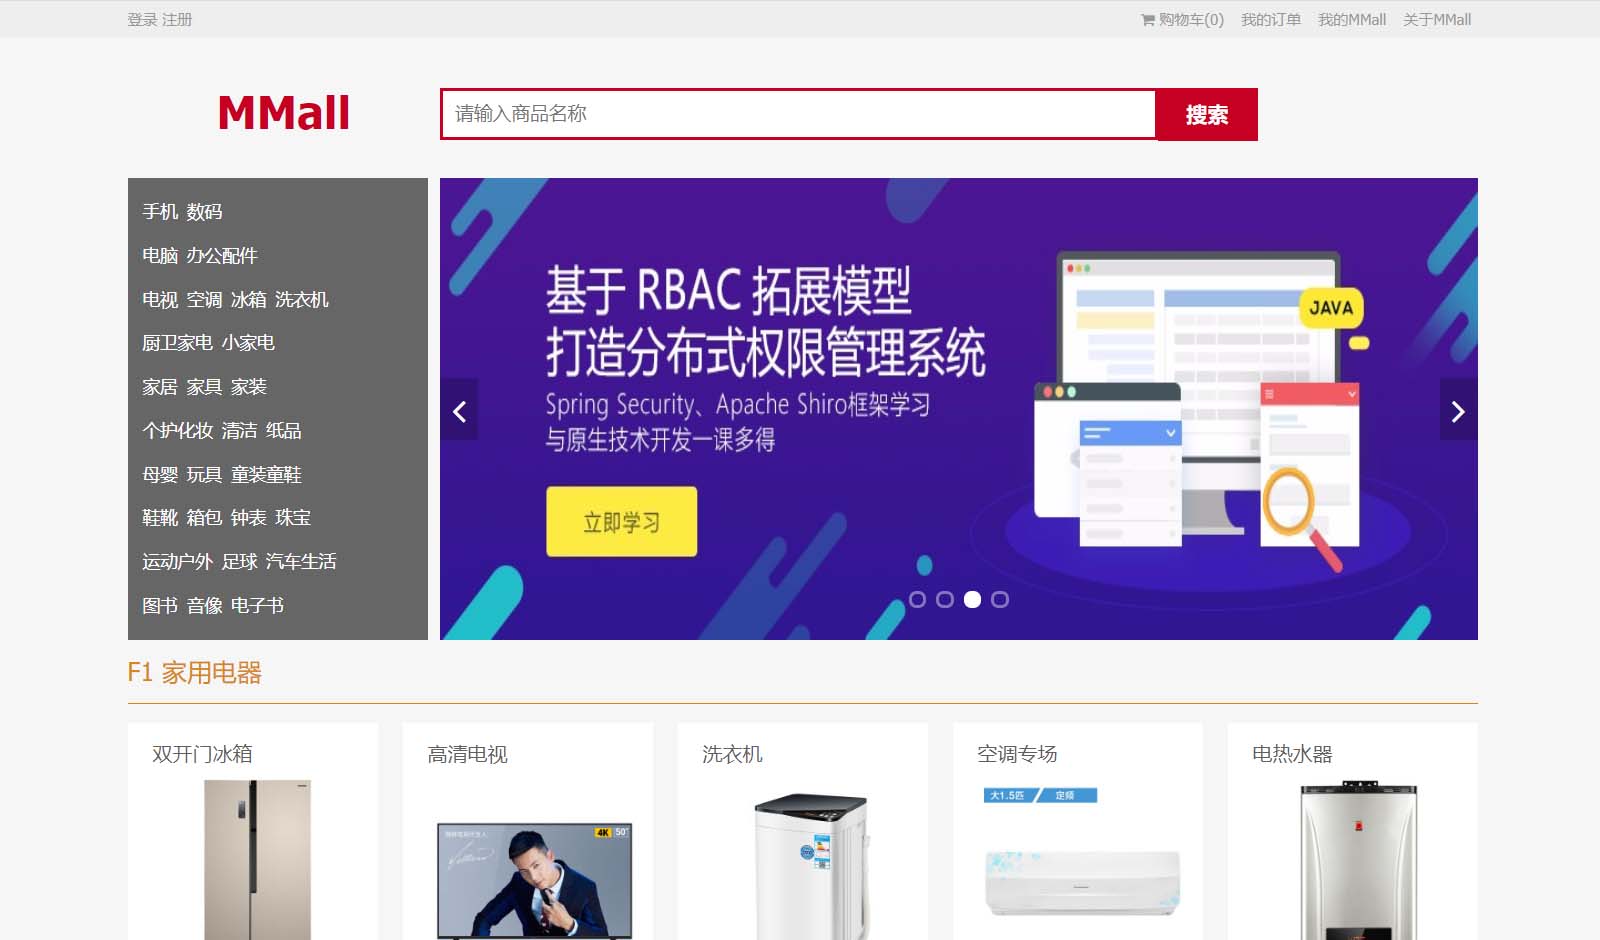 登录 注册
购物车(0) 我的订单 我的MMall 关于MMall
MMall
请输入商品名称
搜索
手机 数码
电脑 办公配件
电视 空调 冰箱 洗衣机
厨卫家电 小家电
家居 家具 家装
个护化妆 清洁 纸品
母婴 玩具 童装童鞋
鞋靴 箱包 钟表 珠宝
运动户外 足球 汽车生活
图书 音像 电子书
基于 RBAC 拓展模型
打造分布式权限管理系统
Spring Security、Apache Shiro框架学习
与原生技术开发一课多得
立即学习
JAVA
F1 家用电器
双开门冰箱
高清电视
4K 50"
洗衣机
空调专场
大1.5匹 定频
电热水器